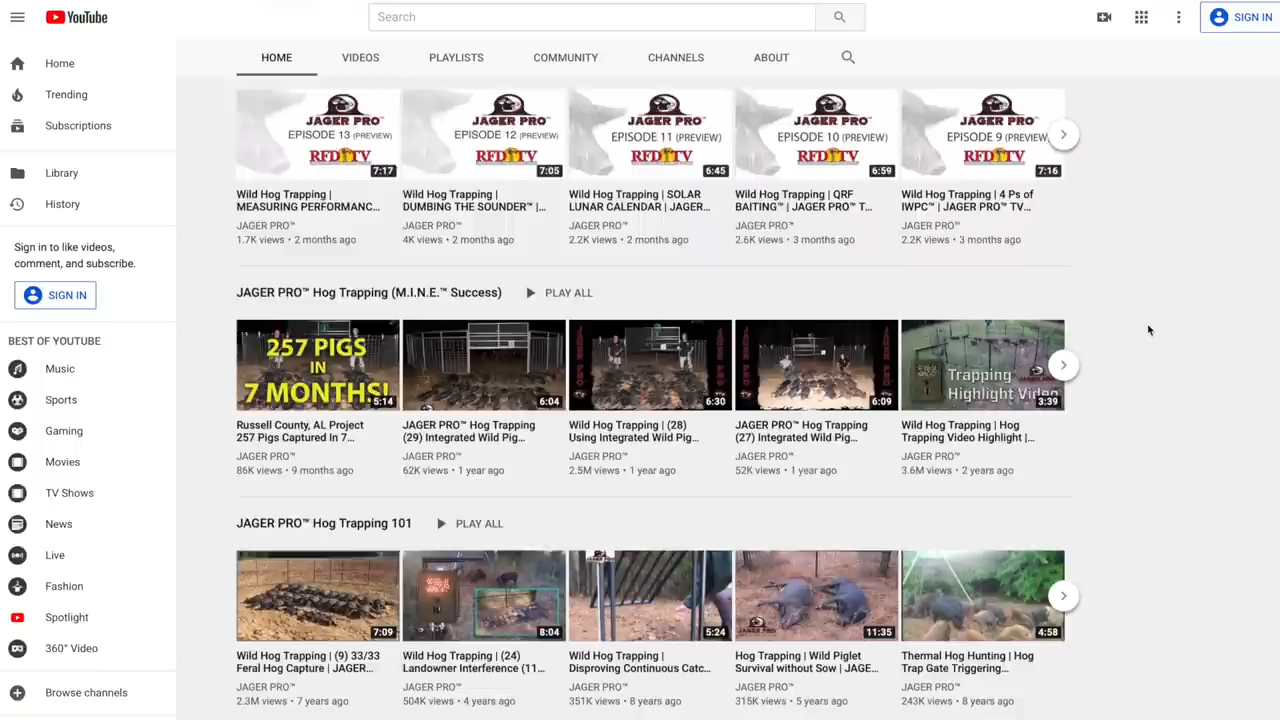 YouTube
Search
SIGN IN
HOME VIDEOS PLAYLISTS COMMUNITY CHANNELS ABOUT
Home
Trending
Subscriptions
Library
History
Sign in to like videos,
comment, and subscribe.
SIGN IN
BEST OF YOUTUBE
Music
Sports
Gaming
Movies
TV Shows
News
Live
Fashion
Spotlight
360° Video
Browse channels
JAGER PRO
EPISODE 13 (PREVIEW)
RFD TV
7:17
Wild Hog Trapping |
MEASURING PERFORMANC...
JAGER PRO™
1.7K views • 2 months ago
JAGER PRO
EPISODE 12 (PREVIEW)
RFD TV
7:05
Wild Hog Trapping |
DUMBING THE SOUNDER™ |...
JAGER PRO™
4K views • 2 months ago
JAGER PRO
EPISODE 11 (PREVIEW)
RFD TV
6:45
Wild Hog Trapping | SOLAR
LUNAR CALENDAR | JAGER...
JAGER PRO™
2.2K views • 2 months ago
JAGER PRO
EPISODE 10 (PREVIEW)
RFD TV
6:59
Wild Hog Trapping | QRF
BAITING™ | JAGER PRO™ T...
JAGER PRO™
2.6K views • 3 months ago
JAGER PRO
EPISODE 9 (PREVIEW)
RFD TV
7:16
Wild Hog Trapping | 4 Ps of
IWPC™ | JAGER PRO™ TV...
JAGER PRO™
2.2K views • 3 months ago
JAGER PRO™ Hog Trapping (M.I.N.E.™ Success) PLAY ALL
257 PIGS
IN
7 MONTHS!
5:14
Russell County, AL Project
257 Pigs Captured In 7...
JAGER PRO™
86K views • 9 months ago
6:04
JAGER PRO™ Hog Trapping
(29) Integrated Wild Pig...
JAGER PRO™
62K views • 1 year ago
6:30
Wild Hog Trapping | (28)
Using Integrated Wild Pig...
JAGER PRO™
2.5M views • 1 year ago
6:09
JAGER PRO™ Hog Trapping
(27) Integrated Wild Pig...
JAGER PRO™
52K views • 1 year ago
Trapping
Highlight Video
3:39
Wild Hog Trapping | Hog
Trapping Video Highlight |...
JAGER PRO™
3.6M views • 2 years ago
JAGER PRO™ Hog Trapping 101 PLAY ALL
7:09
Wild Hog Trapping | (9) 33/33
Feral Hog Capture | JAGER...
JAGER PRO™
2.3M views • 7 years ago
8:04
Wild Hog Trapping | (24)
Landowner Interference (11...
JAGER PRO™
504K views • 4 years ago
5:24
Wild Hog Trapping |
Disproving Continuous Catc...
JAGER PRO™
351K views • 8 years ago
JAGER PRO
11:35
Hog Trapping | Wild Piglet
Survival without Sow | JAGE...
JAGER PRO™
315K views • 5 years ago
4:58
Thermal Hog Hunting | Hog
Trap Gate Triggering...
JAGER PRO™
243K views • 8 years ago